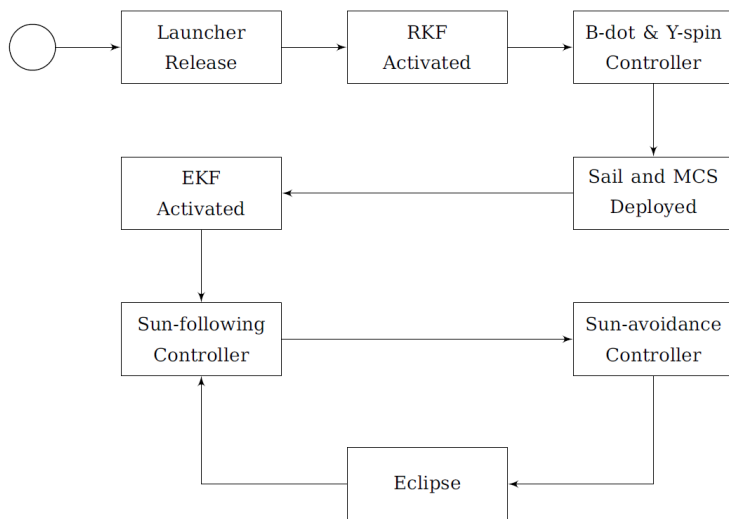 Launcher
Release
RKF
Activated
B-dot & Y-spin
Controller
Sail and MCS
Deployed
EKF
Activated
Sun-following
Controller
Sun-avoidance
Controller
Eclipse